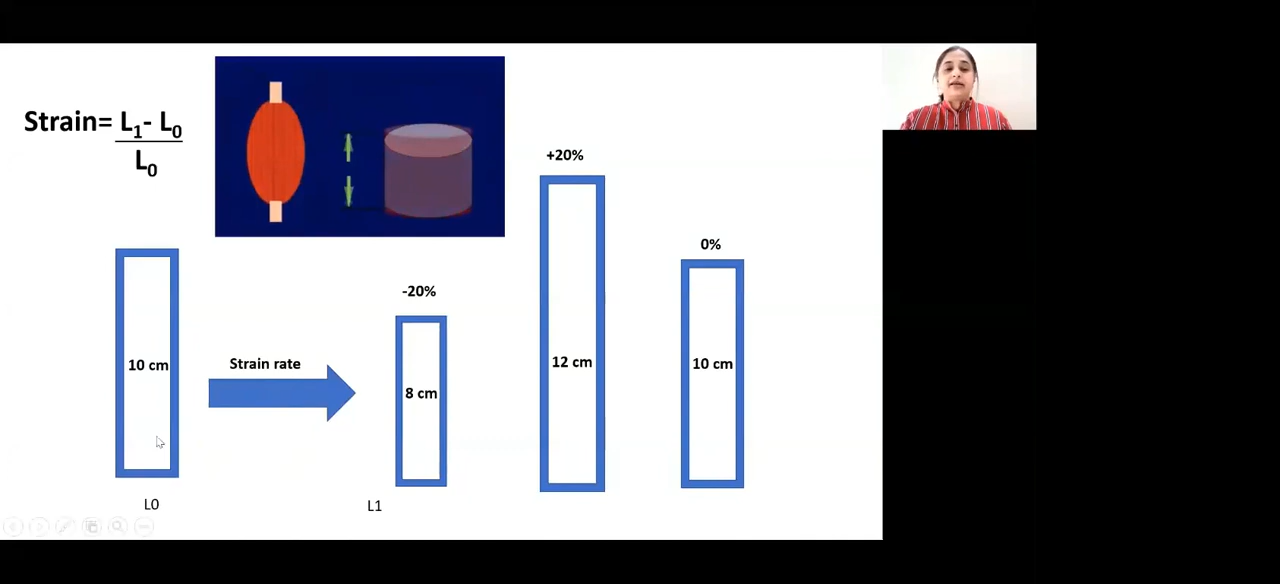 Strain= L1- L0
L0
+20%
0%
-20%
10 cm
Strain rate
8 cm
12 cm
10 cm
L0
L1